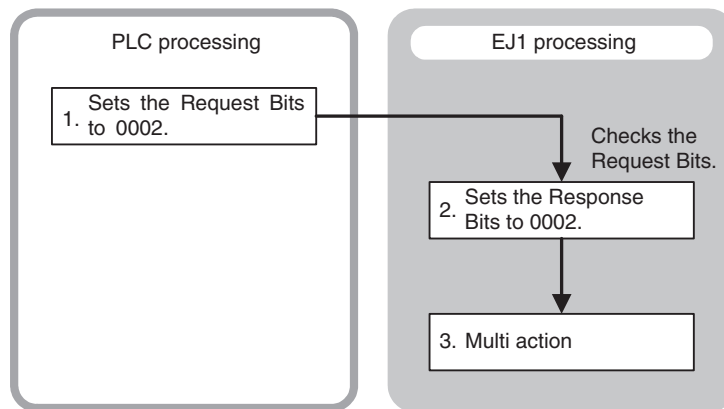 PLC processing
EJ1 processing
1. Sets the Request Bits
to 0002.
Checks the
Request Bits.
2. Sets the Response
Bits to 0002.
3. Multi action